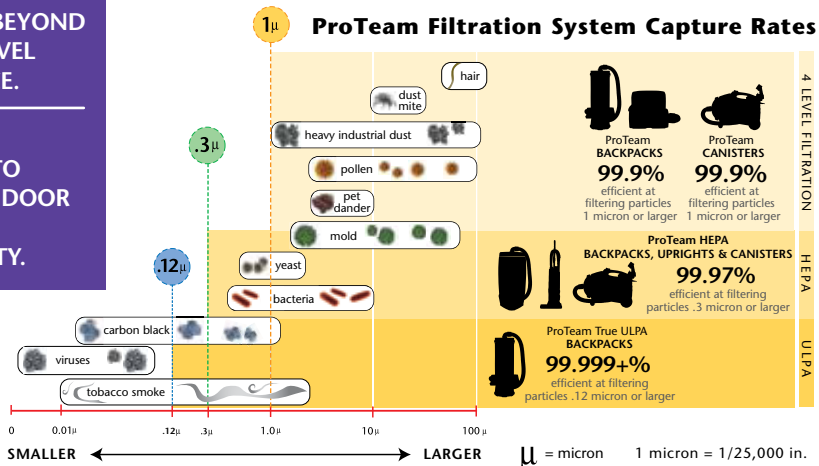 BEYOND
VEL
E.
TO
DOOR
TY.
ProTeam Filtration System Capture Rates
1µ
.3µ
.12µ
hair
dust
mite
heavy industrial dust
pollen
pet
dander
mold
yeast
bacteria
carbon black
viruses
tobacco smoke
ProTeam
BACKPACKS
99.9%
efficient at
filtering particles
1 micron or larger
ProTeam
CANISTERS
99.9%
efficient at
filtering particles
1 micron or larger
4 LEVEL FILTRATION
ProTeam HEPA
BACKPACKS, UPRIGHTS & CANISTERS
99.97%
efficient at filtering
particles .3 micron or larger
HEPA
ProTeam True ULPA
BACKPACKS
99.999+%
efficient at filtering
particles .12 micron or larger
ULPA
0 0.01µ .12µ .3µ 1.0µ 10µ 100µ
SMALLER LARGER
µ = micron 1 micron = 1/25,000 in.